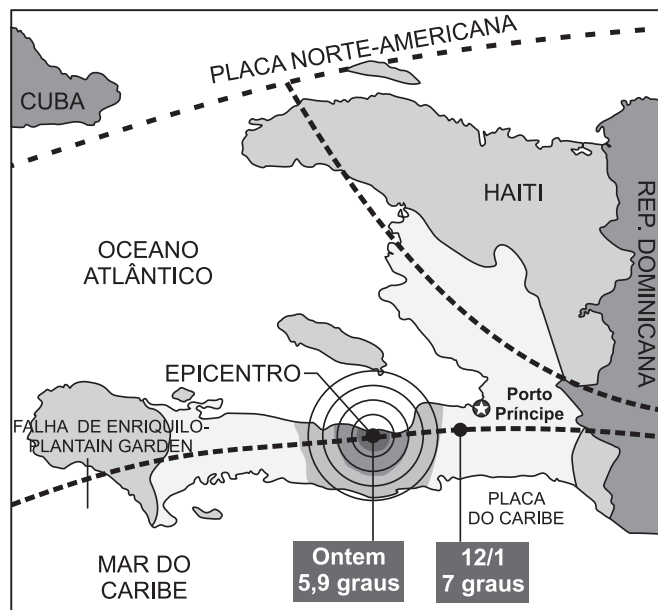 PLACA NORTE-AMERICANA
CUBA
HAITI
REP. DOMINICANA
OCEANO
ATLÂNTICO
EPICENTRO
Porto
Príncipe
FALHA DE ENRIQUILO-
PLANTAIN GARDEN
PLACA
DO CARIBE
MAR DO
CARIBE
Ontem
5,9 graus
12/1
7 graus